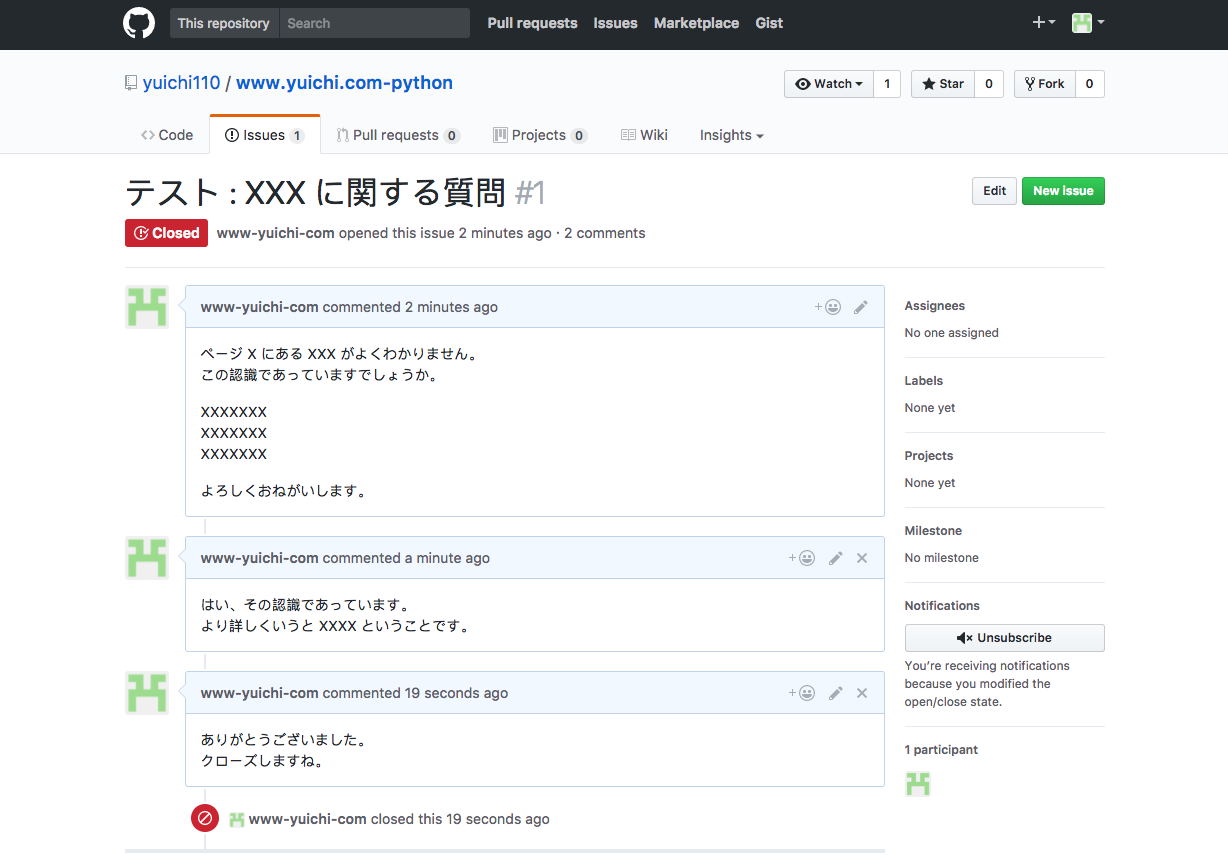 This repository Search Pull requests Issues Marketplace Gist
yuichi110 / www.yuichi.com-python
Watch 1 Star 0 Fork 0
Code Issues 1 Pull requests 0 Projects 0 Wiki Insights
テスト : XXX に関する質問 #1
Edit New issue
Closed www-yuichi-com opened this issue 2 minutes ago · 2 comments
www-yuichi-com commented 2 minutes ago
ページ X にある XXX がよくわかりません。
この認識であっていますでしょうか。
XXXXXXX
XXXXXXX
XXXXXXX
よろしくおねがいします。
www-yuichi-com commented a minute ago
はい、その認識であっています。
より詳しくいうと XXXX ということです。
www-yuichi-com commented 19 seconds ago
ありがとうございました。
クローズしますね。
www-yuichi-com closed this 19 seconds ago
Assignees
No one assigned
Labels
None yet
Projects
None yet
Milestone
No milestone
Notifications
Unsubscribe
You’re receiving notifications
because you modified the
open/close state.
1 participant